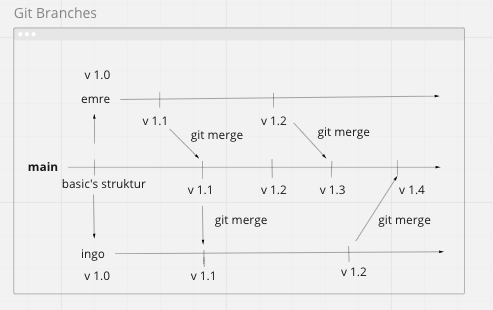 Git Branches
v 1.0
emre
v 1.1
v 1.2
git merge
git merge
main
basic's struktur
v 1.1
v 1.2
v 1.3
v 1.4
git merge
git merge
ingo
v 1.0
v 1.1
v 1.2